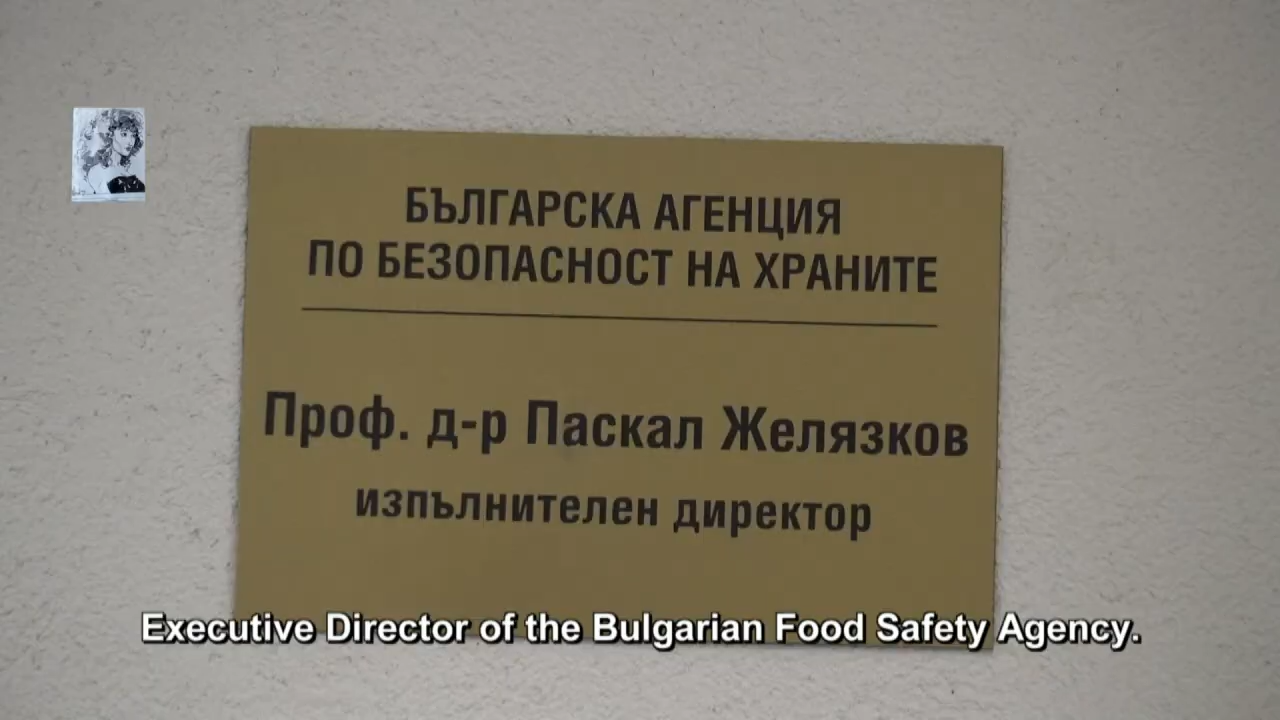 БЪЛГАРСКА АГЕНЦИЯ
ПО БЕЗОПАСНОСТ НА ХРАНИТЕ
Проф. д-р Паскал Желязков
изпълнителен директор
Executive Director of the Bulgarian Food Safety Agency.